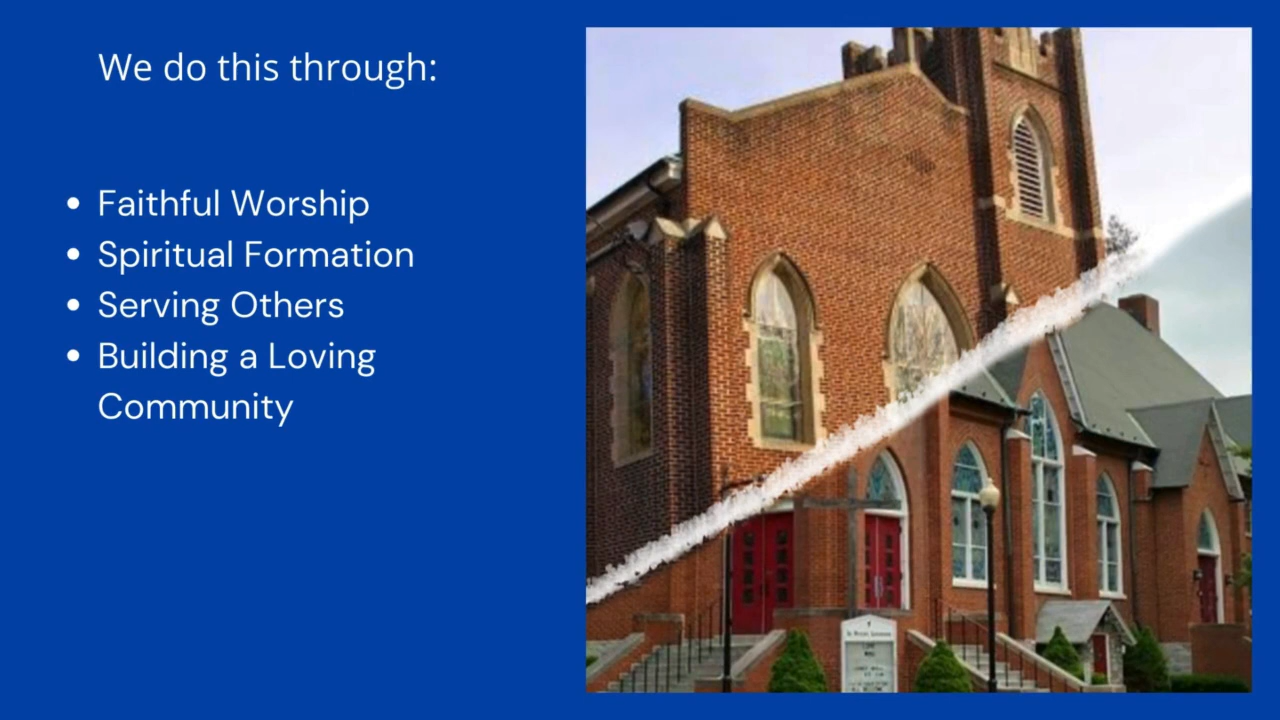 We do this through:
• Faithful Worship
• Spiritual Formation
• Serving Others
• Building a Loving
Community